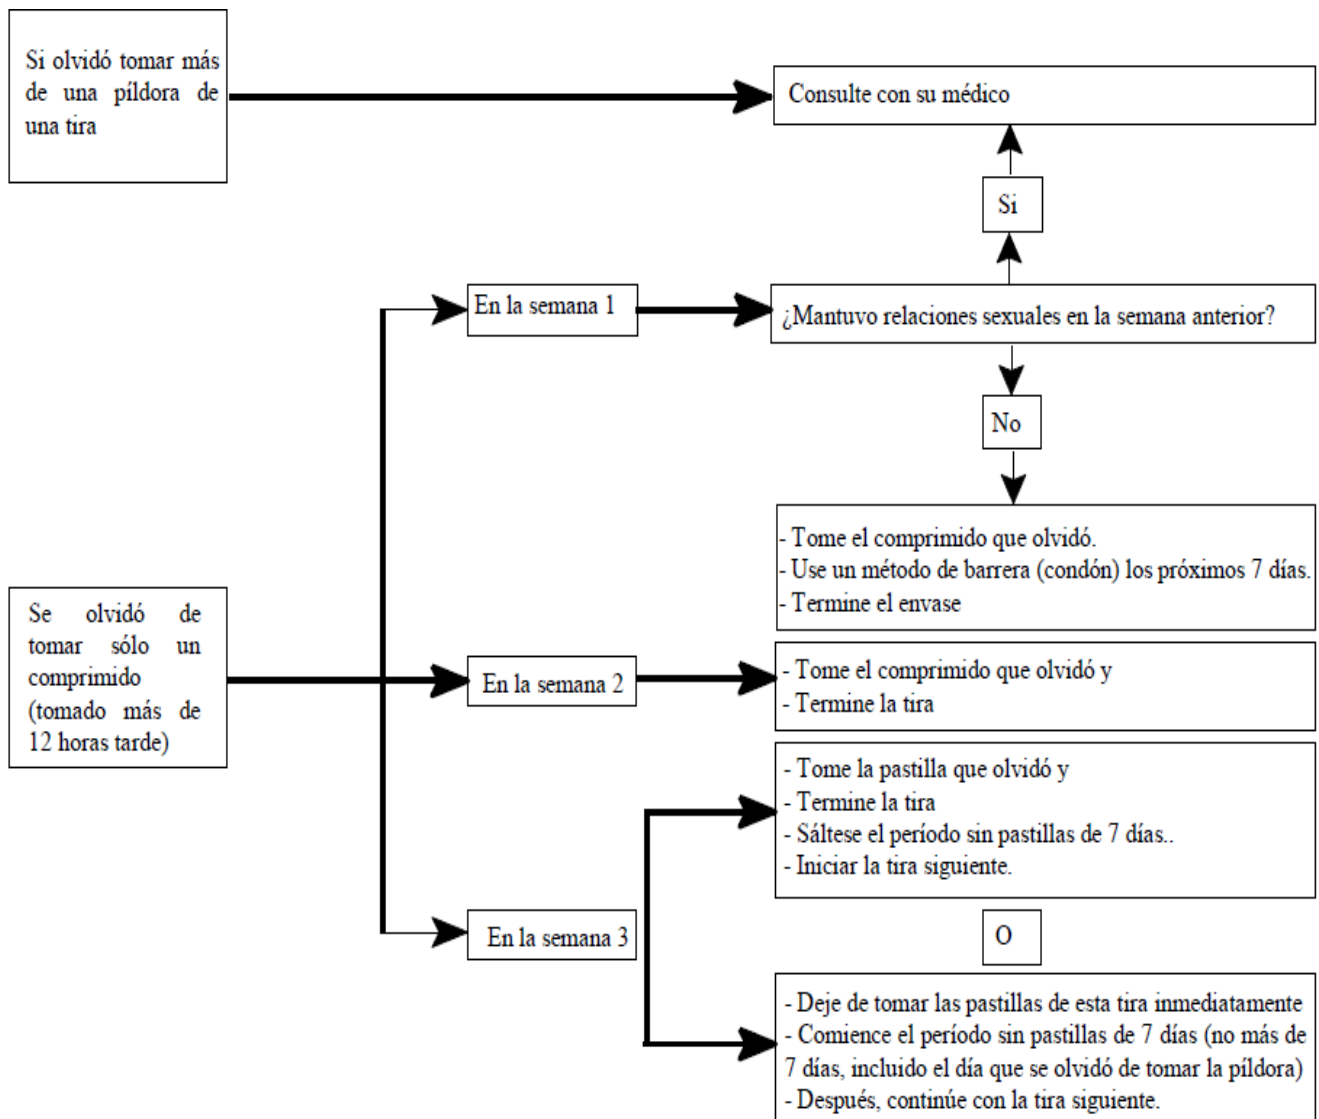 Si olvidó tomar más
de una píldora de
una tira
Consulte con su médico
Si
En la semana 1
¿Mantuvo relaciones sexuales en la semana anterior?
No
- Tome el comprimido que olvidó.
- Use un método de barrera (condón) los próximos 7 días.
- Termine el envase
Se olvidó de
tomar sólo un
comprimido
(tomado más de
12 horas tarde)
En la semana 2
- Tome el comprimido que olvidó y
- Termine la tira
- Tome la pastilla que olvidó y
- Termine la tira
- Sáltese el período sin pastillas de 7 días..
- Iniciar la tira siguiente.
En la semana 3
O
- Deje de tomar las pastillas de esta tira inmediatamente
- Comience el período sin pastillas de 7 días (no más de
7 días, incluido el día que se olvidó de tomar la píldora)
- Después, continúe con la tira siguiente.